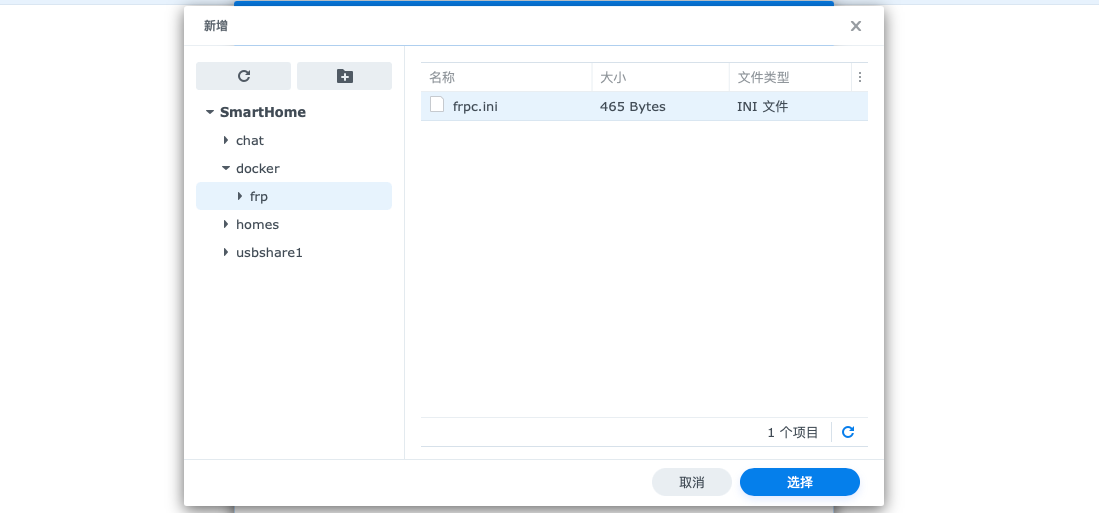 新增
SmartHome
chat
docker
frp
homes
usbshare1
名称 大小 文件类型
frpc.ini 465 Bytes INI 文件
1 个项目
取消 选择